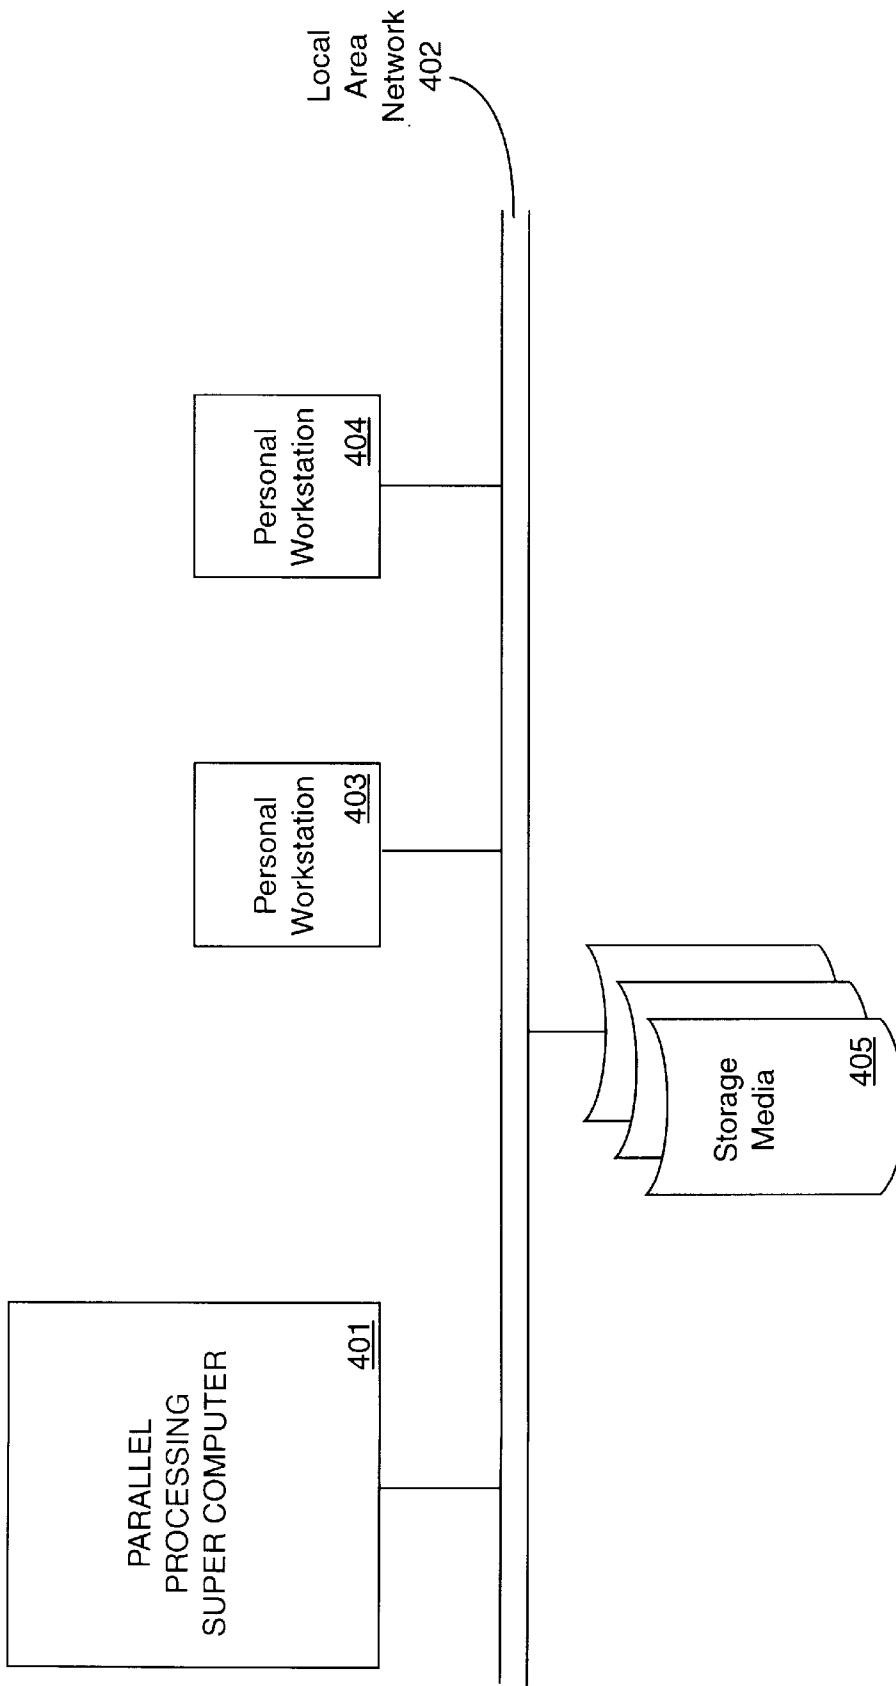 PARALLEL
PROCESSING
SUPER COMPUTER
401
Personal
Workstation
403
Personal
Workstation
404
Local
Area
Network
402
Storage
Media
405